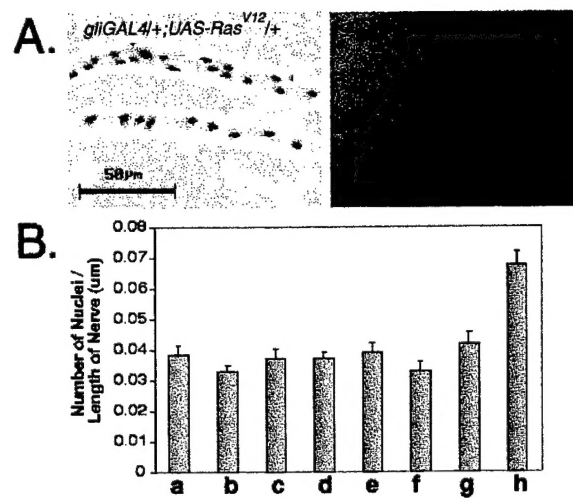 A.
gliGAL4/+;UAS-Ras^V12/+
50μm
B.
Number of Nuclei /
Length of Nerve (um)
0.08
0.07
0.06
0.05
0.04
0.03
0.02
0.01
0
a b c d e f g h